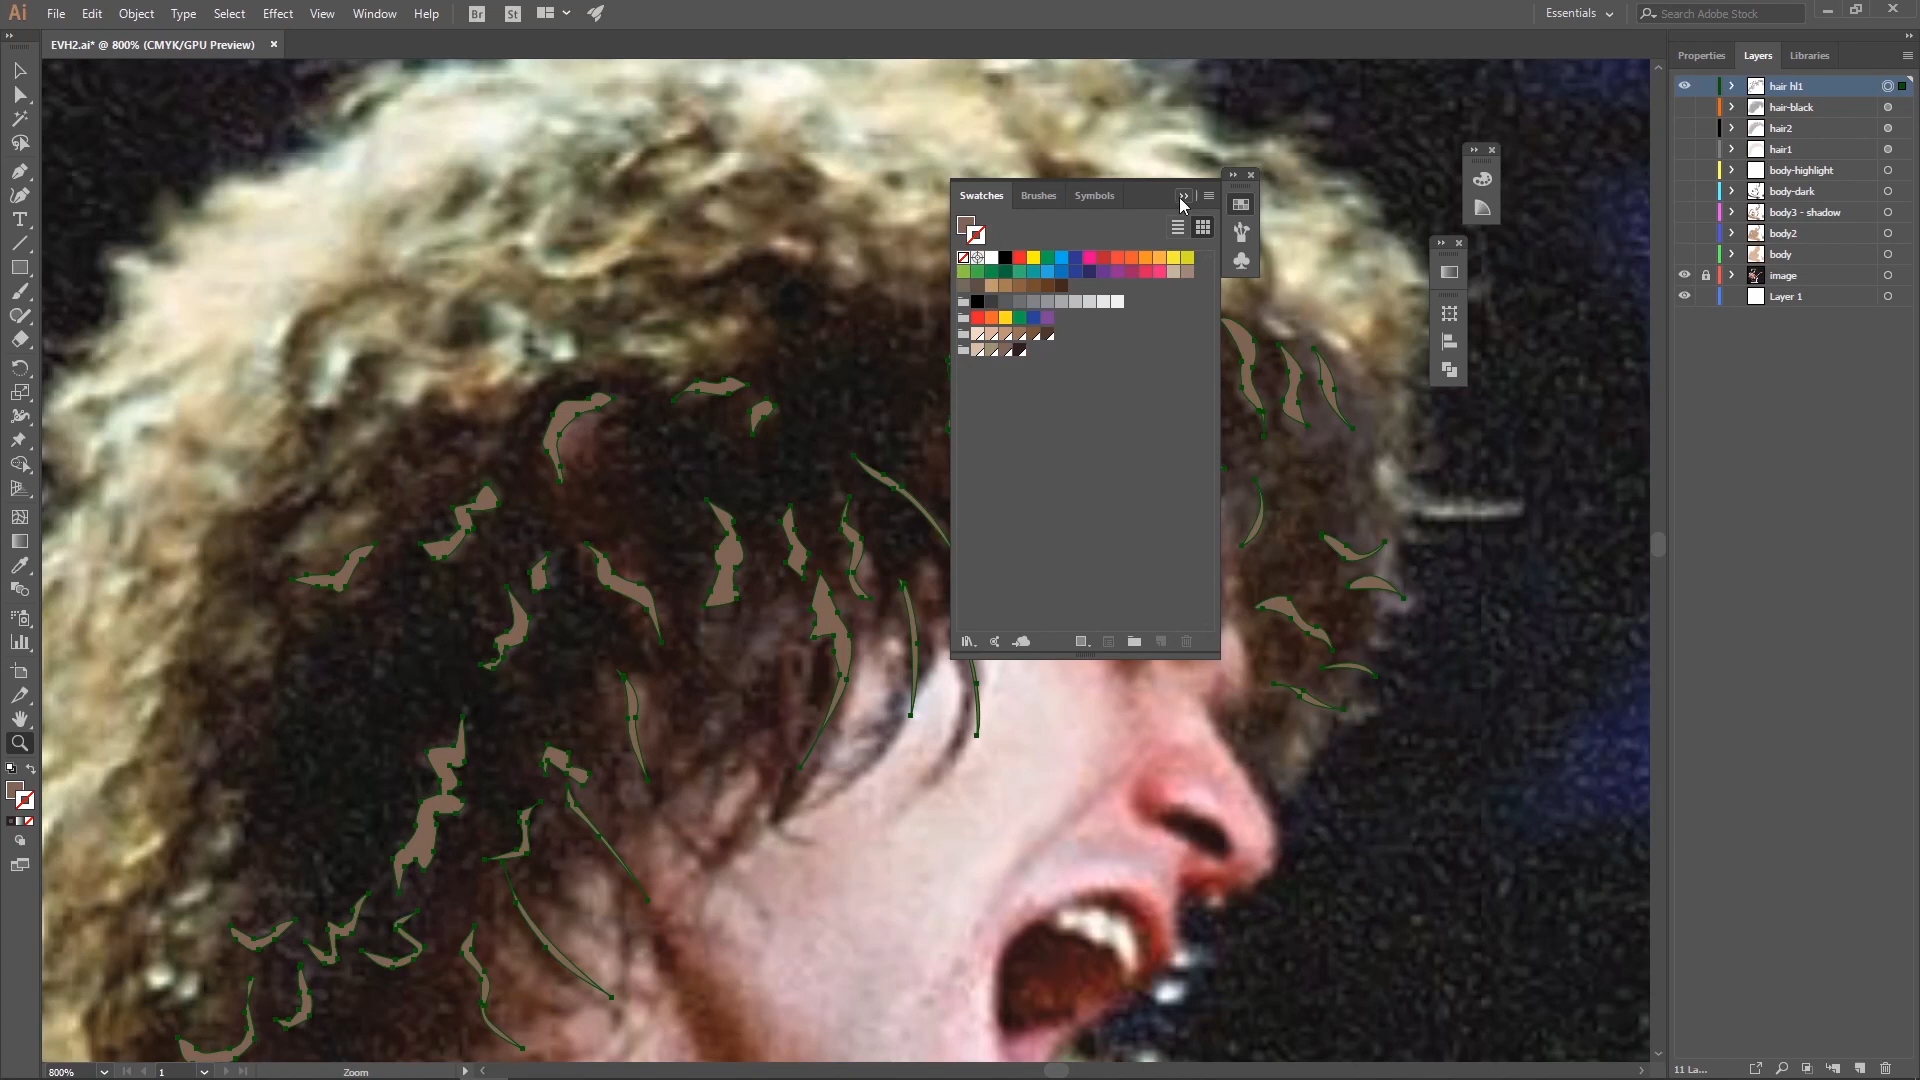 Ai File Edit Object Type Select Effect View Window Help Br St Essentials Search Adobe Stock
EVH2.ai* @ 800% (CMYK/GPU Preview) ×
Properties Layers Libraries
hair hl1
hair-black
hair2
hair1
body-highlight
body-dark
body3 - shadow
body2
body
image
Layer 1
Swatches Brushes Symbols
800% 1 Zoom
11 La...